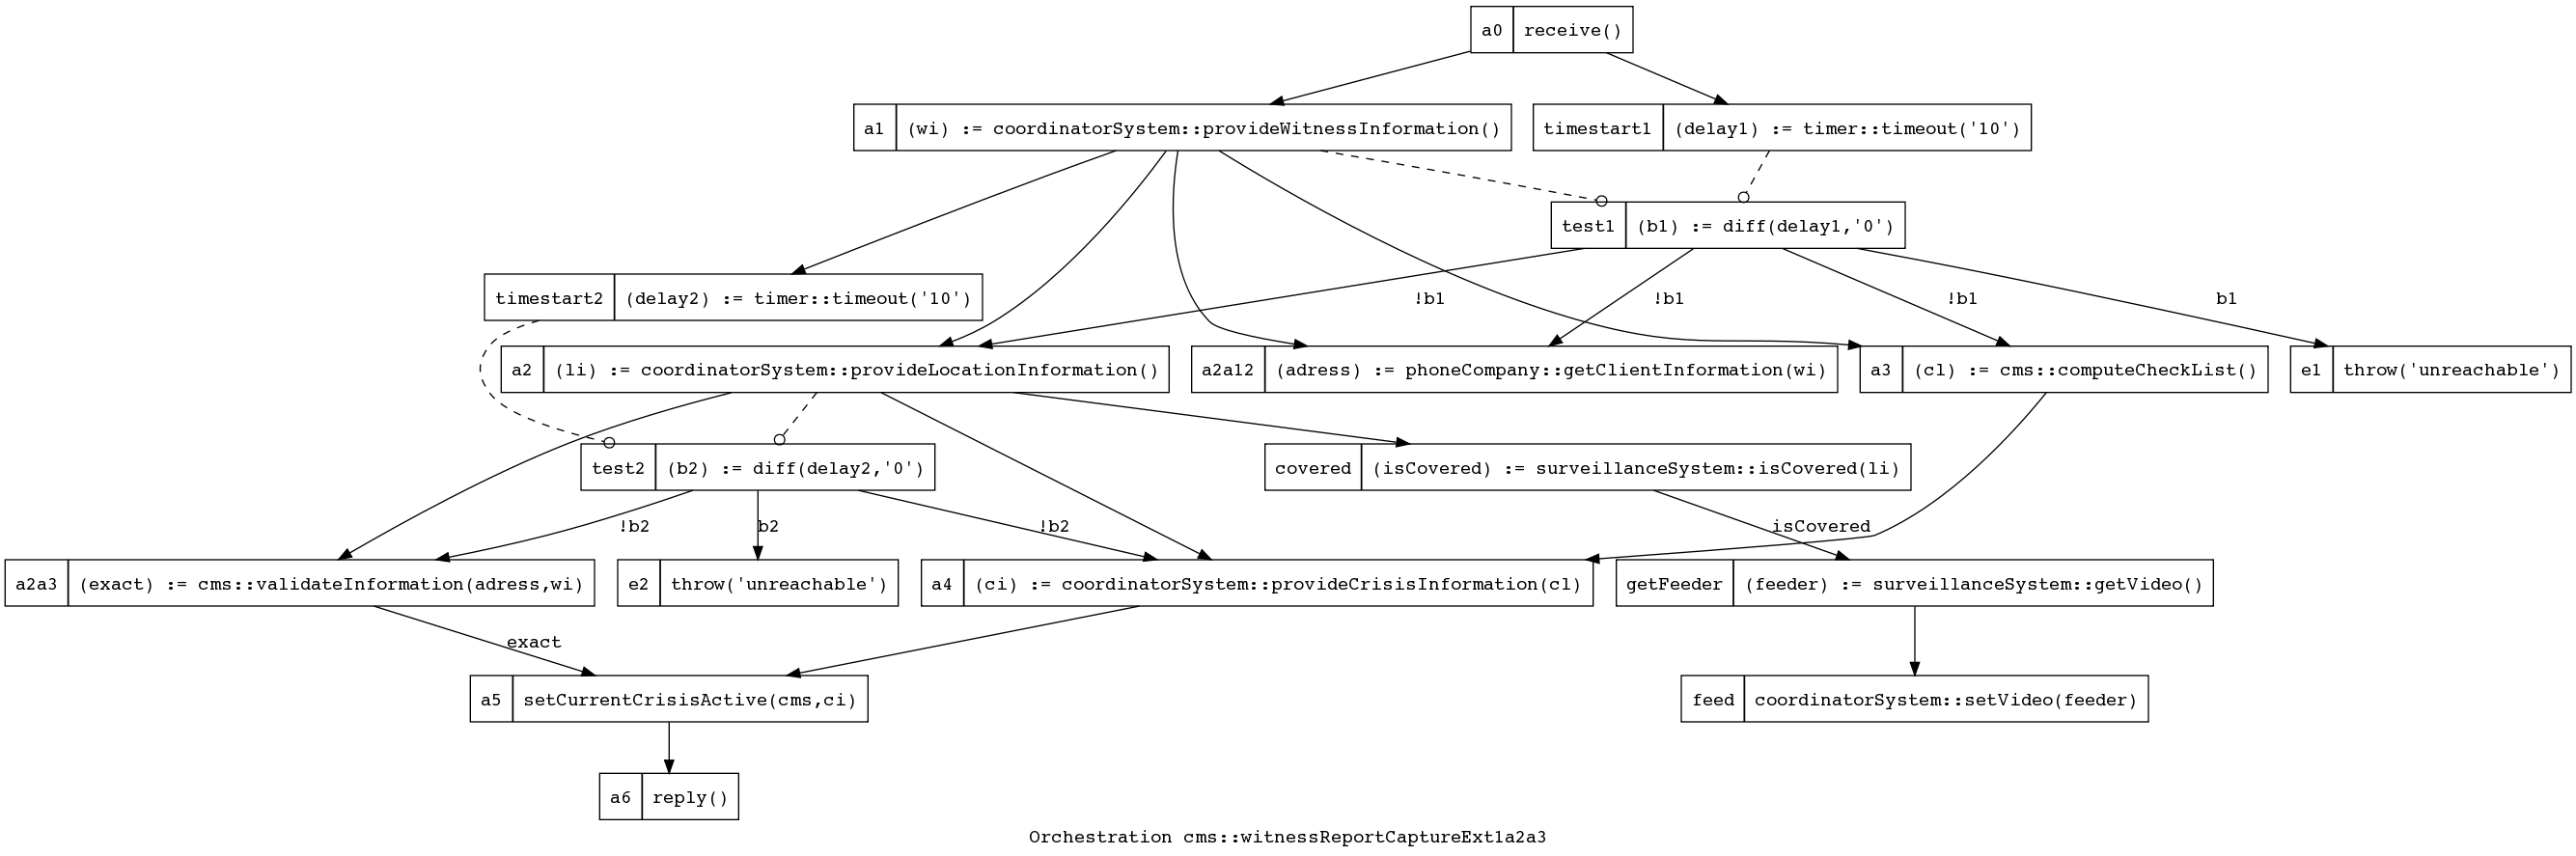 a0 receive()
a1 (wi) := coordinatorSystem::provideWitnessInformation()
timestart1 (delay1) := timer::timeout('10')
test1 (b1) := diff(delay1,'0')
timestart2 (delay2) := timer::timeout('10')
!b1
!b1
!b1
b1
a2 (li) := coordinatorSystem::provideLocationInformation()
a2a12 (adress) := phoneCompany::getClientInformation(wi)
a3 (cl) := cms::computeCheckList()
e1 throw('unreachable')
test2 (b2) := diff(delay2,'0')
covered (isCovered) := surveillanceSystem::isCovered(li)
!b2
b2
!b2
isCovered
a2a3 (exact) := cms::validateInformation(adress,wi)
e2 throw('unreachable')
a4 (ci) := coordinatorSystem::provideCrisisInformation(cl)
getFeeder (feeder) := surveillanceSystem::getVideo()
exact
a5 setCurrentCrisisActive(cms,ci)
feed coordinatorSystem::setVideo(feeder)
a6 reply()
Orchestration cms::witnessReportCaptureExt1a2a3